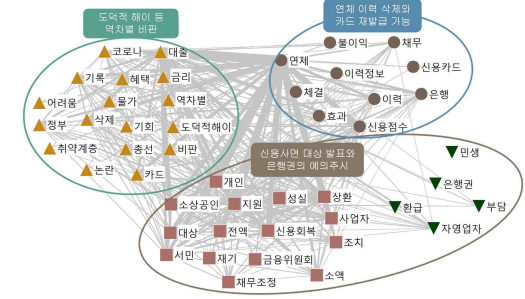 도덕적 해이 등
역차별 비판
연체 이력 삭제와
카드 재발급 가능
코로나
대출
불이익
채무
연체
이력정보
신용카드
기록
혜택
금리
체결
이력
은행
어려움
물가
역차별
효과
정부
삭제
기회
도덕적해이
신용점수
취약계층
총선
비판
신용사면 대상 발표와
은행권의 예의주시
민생
논란
카드
개인
은행권
소상공인
지원
성실
상환
환급
부담
사업자
대상
전액
신용회복
자영업자
조치
서민
재기
금융위원회
채무조정
소액